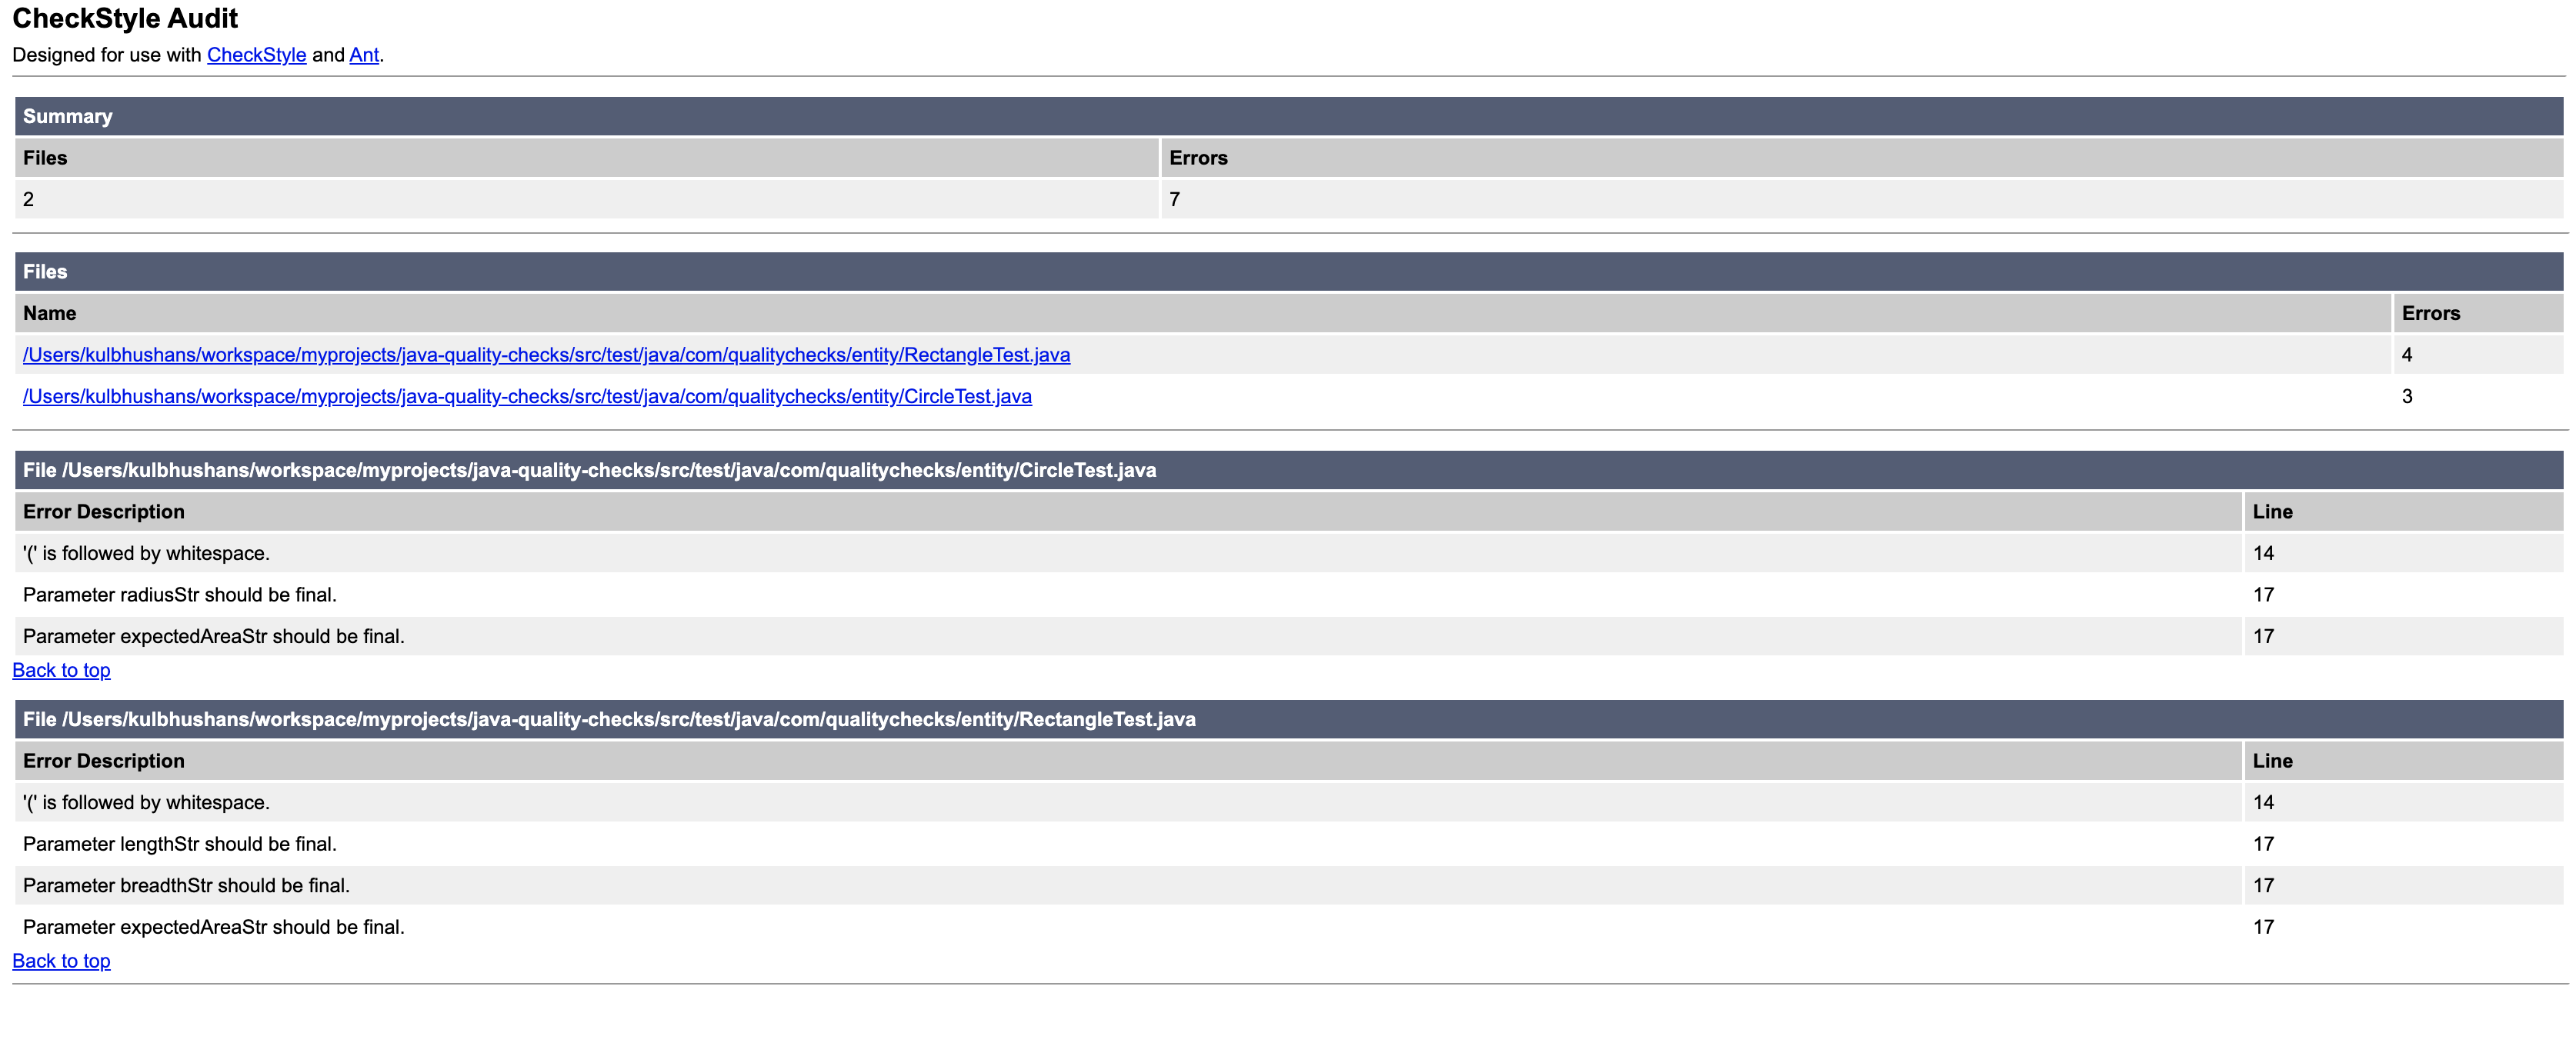 CheckStyle Audit
Designed for use with CheckStyle and Ant.
Summary
Files Errors
2 7
Files
Name Errors
/Users/kulbhushans/workspace/myprojects/java-quality-checks/src/test/java/com/qualitychecks/entity/RectangleTest.java 4
/Users/kulbhushans/workspace/myprojects/java-quality-checks/src/test/java/com/qualitychecks/entity/CircleTest.java 3
File /Users/kulbhushans/workspace/myprojects/java-quality-checks/src/test/java/com/qualitychecks/entity/CircleTest.java
Error Description Line
'(' is followed by whitespace. 14
Parameter radiusStr should be final. 17
Parameter expectedAreaStr should be final. 17
Back to top
File /Users/kulbhushans/workspace/myprojects/java-quality-checks/src/test/java/com/qualitychecks/entity/RectangleTest.java
Error Description Line
'(' is followed by whitespace. 14
Parameter lengthStr should be final. 17
Parameter breadthStr should be final. 17
Parameter expectedAreaStr should be final. 17
Back to top